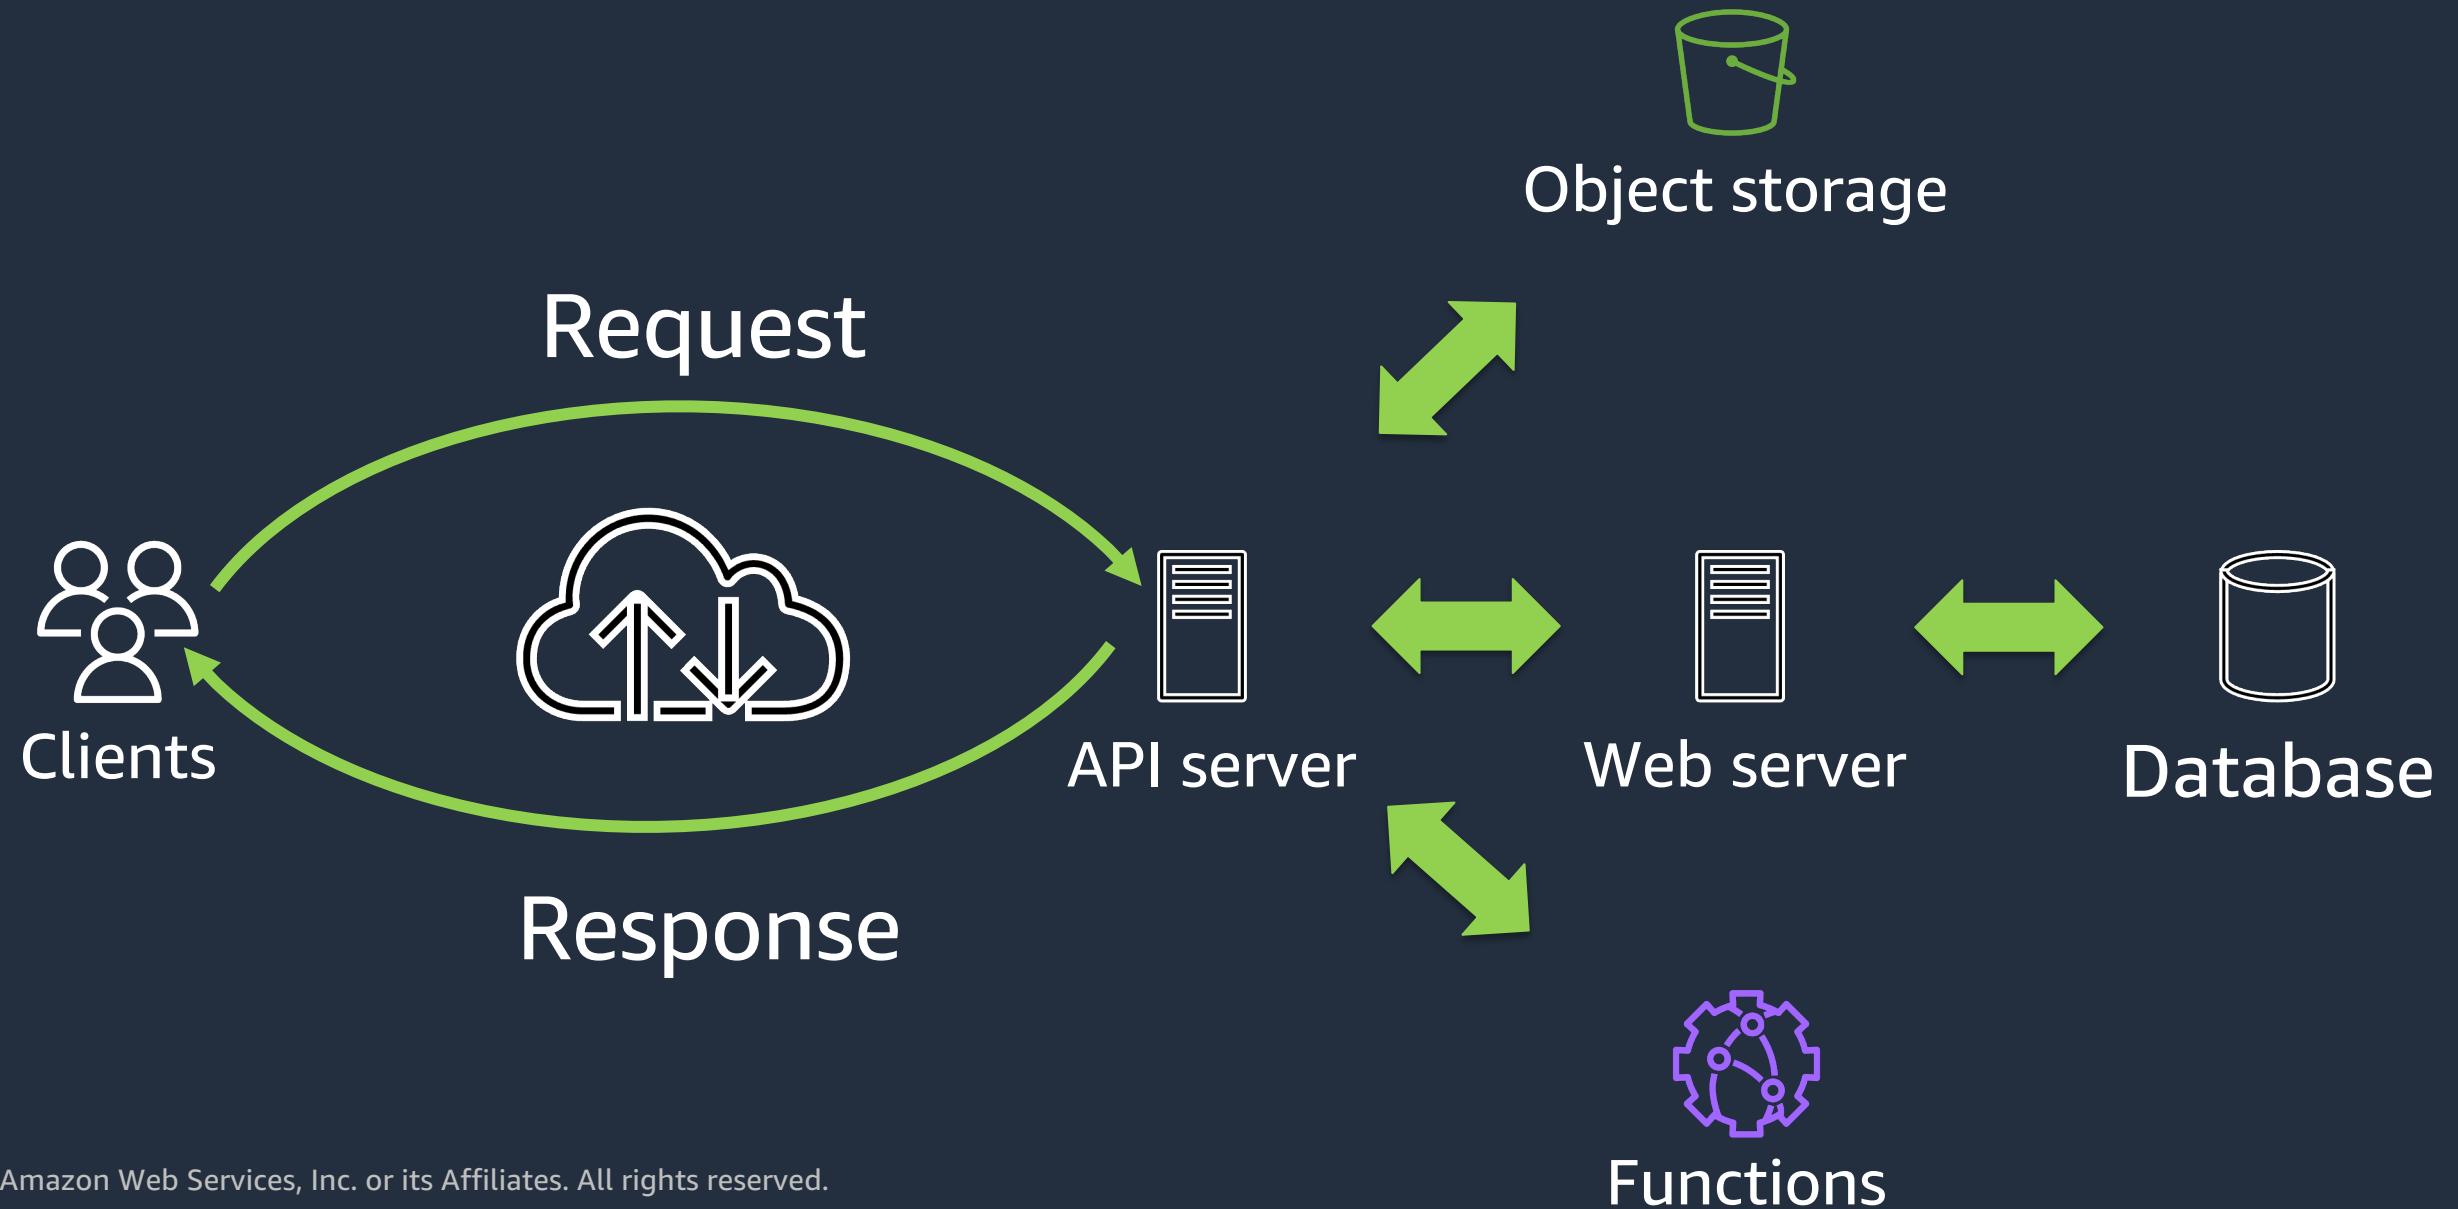 Object storage
Request
Clients
API server
Web server
Database
Response
Functions
Amazon Web Services, Inc. or its Affiliates. All rights reserved.